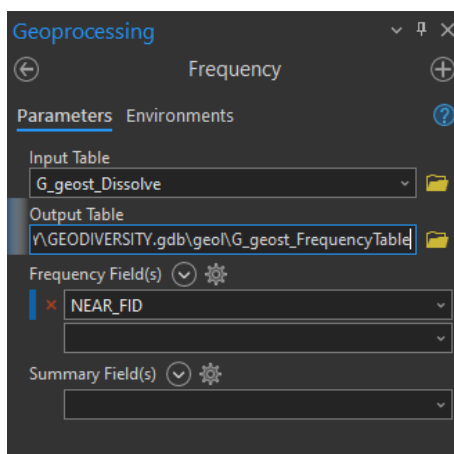 Geoprocessing
Frequency
Parameters Environments
Input Table
G_geost_Dissolve
Output Table
Y\GEODIVERSITY.gdb\geol\G_geost_FrequencyTable
Frequency Field(s)
NEAR_FID
Summary Field(s)